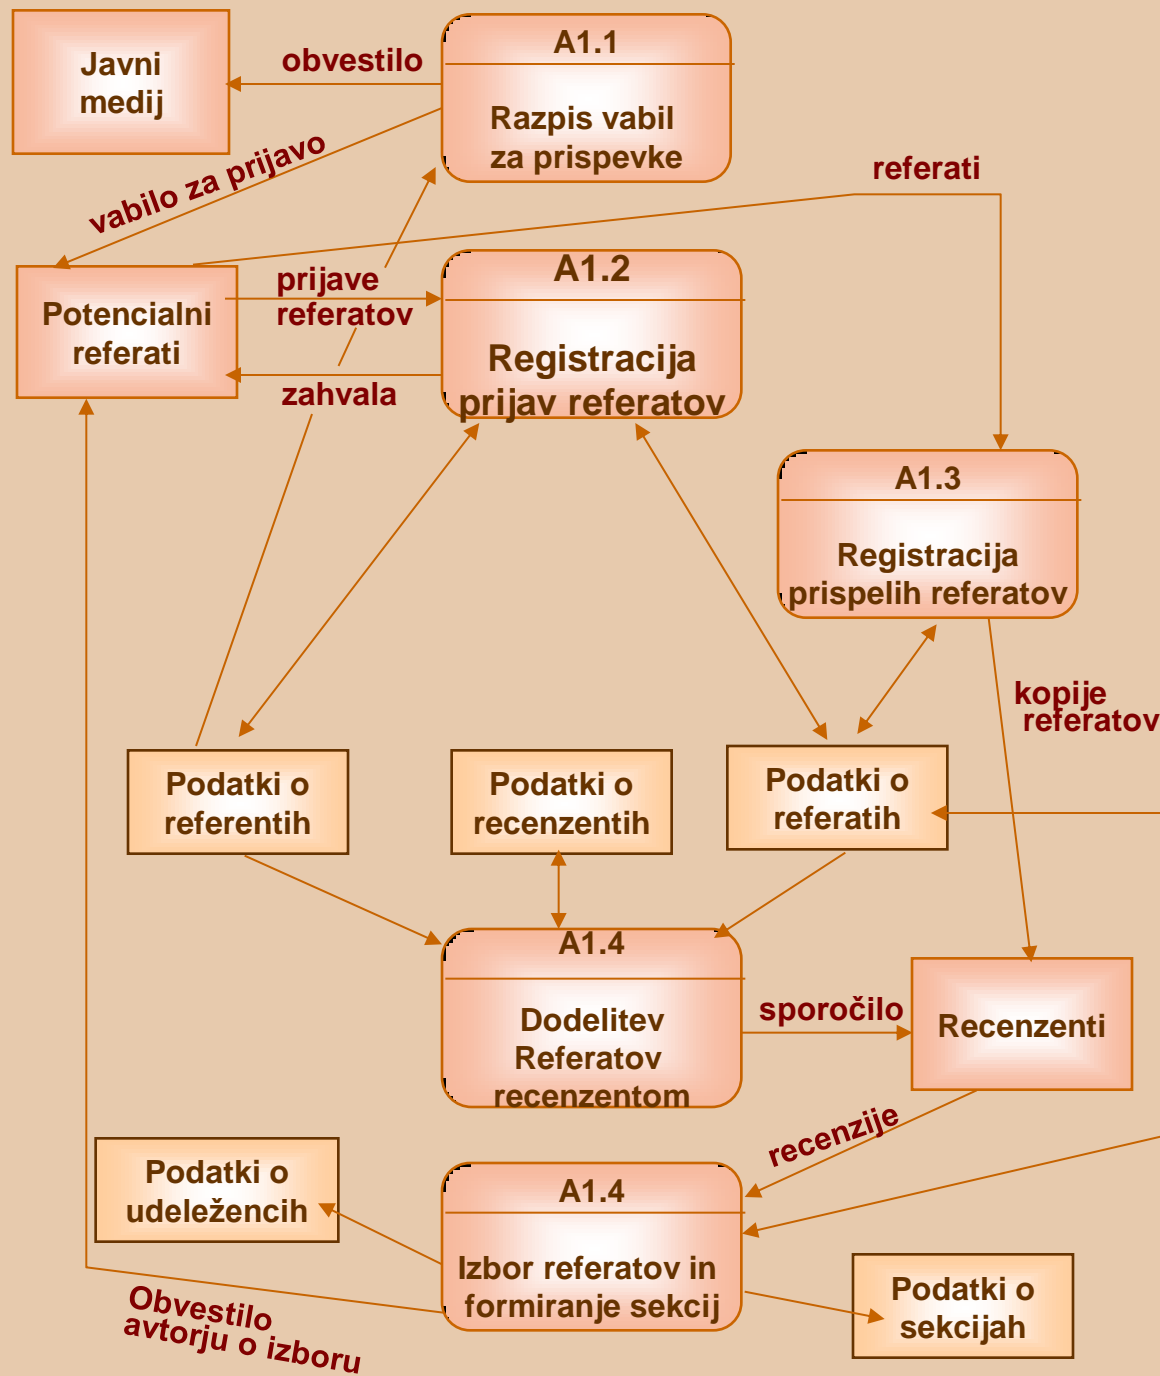 Javni
medij
obvestilo
A1.1
Razpis vabil
za prispevke
vabilo za prijavo
referati
Potencialni
referati
prijave
referatov
zahvala
A1.2
Registracija
prijav referatov
A1.3
Registracija
prispelih referatov
kopije
referatov
Podatki o
referentih
Podatki o
recenzentih
Podatki o
referatih
A1.4
Dodelitev
Referatov
recenzentom
sporočilo
Recenzenti
recenzije
Podatki o
udeležencih
A1.4
Izbor referatov in
formiranje sekcij
Podatki o
sekcijah
Obvestilo
avtorju o izboru